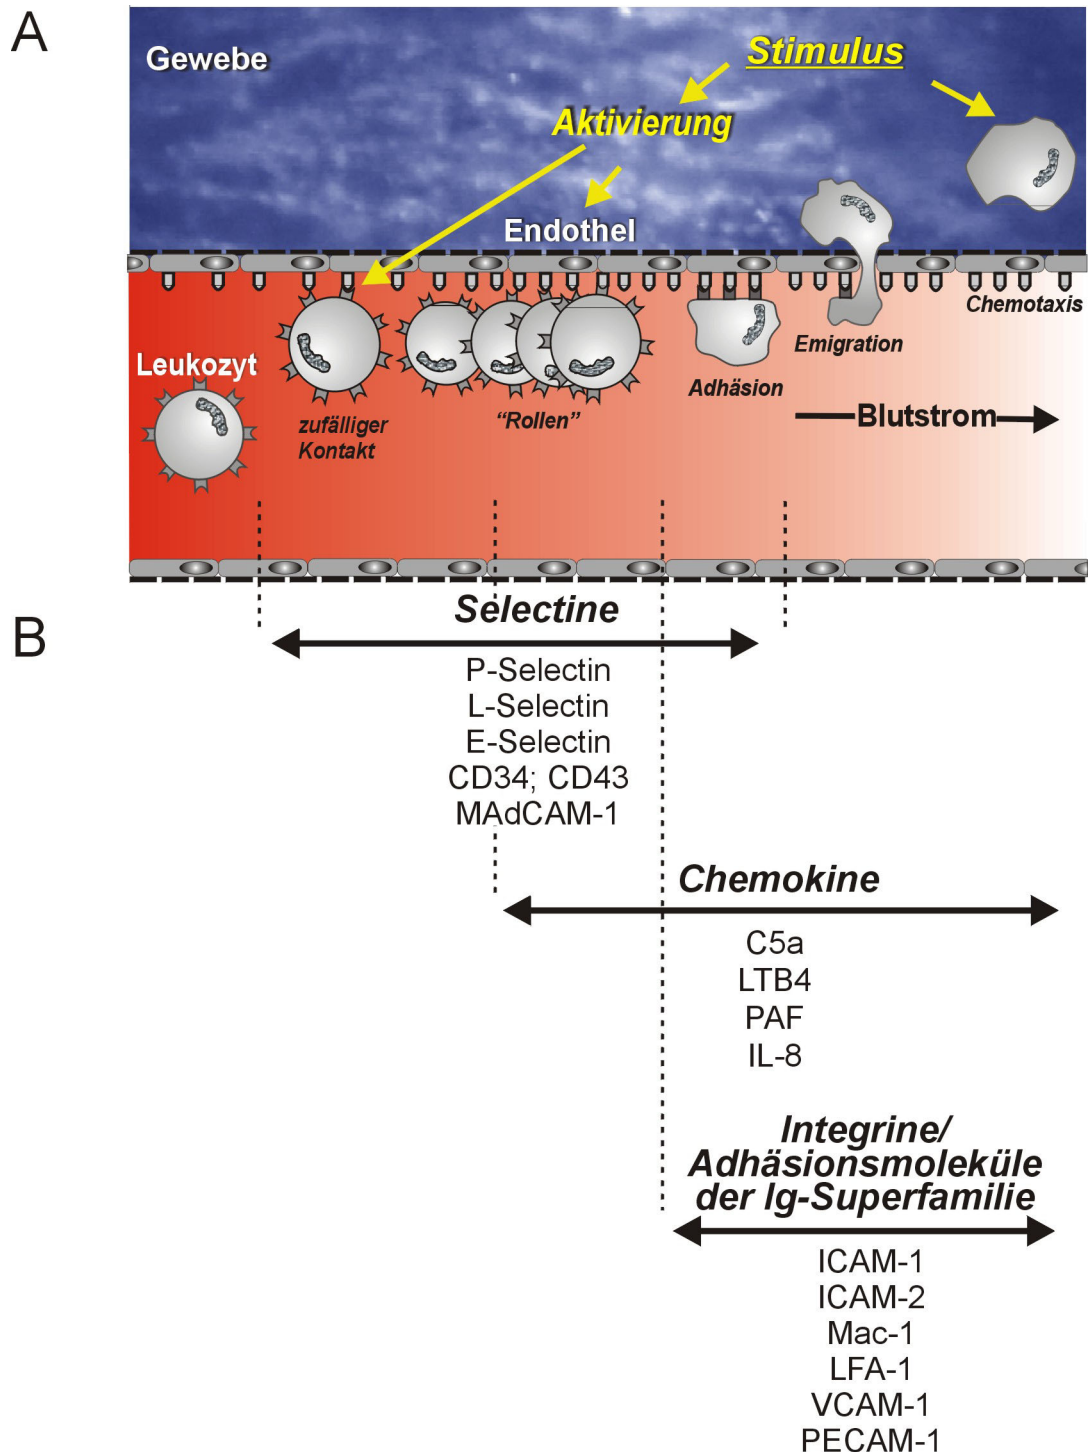 A
Gewebe
Stimulus
Aktivierung
Endothel
Chemotaxis
Emigration
Leukozyt
Adhäsion
zufälliger
Kontakt
“Rollen”
Blutstrom
B
Selectine
P-Selectin
L-Selectin
E-Selectin
CD34; CD43
MAdCAM-1
Chemokine
C5a
LTB4
PAF
IL-8
Integrine/
Adhäsionsmoleküle
der Ig-Superfamilie
ICAM-1
ICAM-2
Mac-1
LFA-1
VCAM-1
PECAM-1